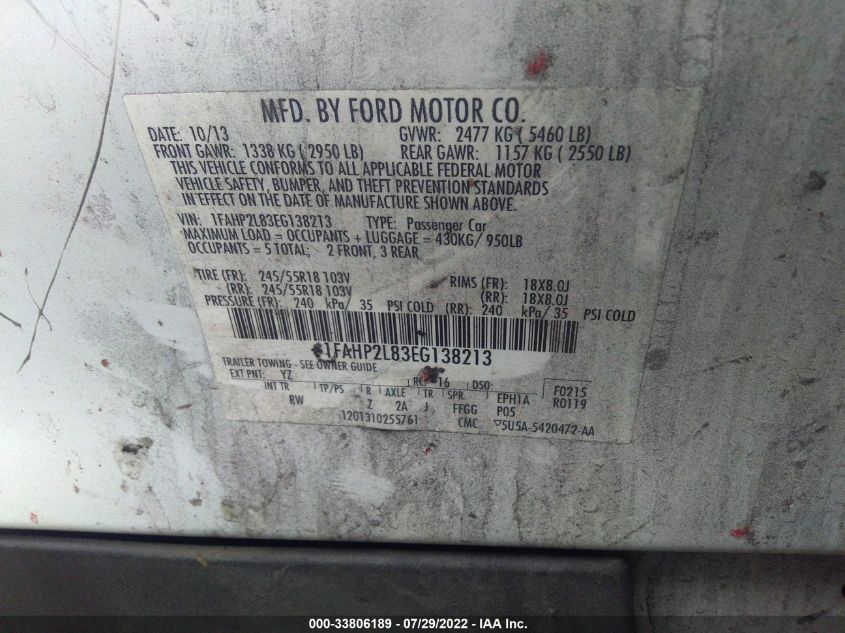 MFD. BY FORD MOTOR CO.
DATE: 10/13 GVWR: 2477 KG ( 5460 LB)
FRONT GAWR: 1338 KG ( 2950 LB) REAR GAWR: 1157 KG ( 2550 LB)
THIS VEHICLE CONFORMS TO ALL APPLICABLE FEDERAL MOTOR
VEHICLE SAFETY, BUMPER, AND THEFT PREVENTION STANDARDS
IN EFFECT ON THE DATE OF MANUFACTURE SHOWN ABOVE.
VIN: 1FAHP2L83EG138213 TYPE: Passenger Car
MAXIMUM LOAD = OCCUPANTS + LUGGAGE = 430KG/ 950LB
OCCUPANTS = 5 TOTAL; 2 FRONT, 3 REAR
TIRE (FR): 245/55R18 103V RIMS (FR): 18X8.0J
(RR): 245/55R18 103V (RR): 18X8.0J
PRESSURE (FR): 240 kPa/ 35 PSI COLD (RR): 240 kPa/ 35 PSI COLD
1FAHP2L83EG138213
TRAILER TOWING - SEE OWNER GUIDE
EXT PNT: YZ RC: 16 DSO: F0215
INT TR TP/PS R AXLE TR SPR EPH1A R0119
RW Z 2A J FFGG P05
1201310255761 CMC ▽5U5A-5420472-AA
000-33806189 - 07/29/2022 - IAA Inc.